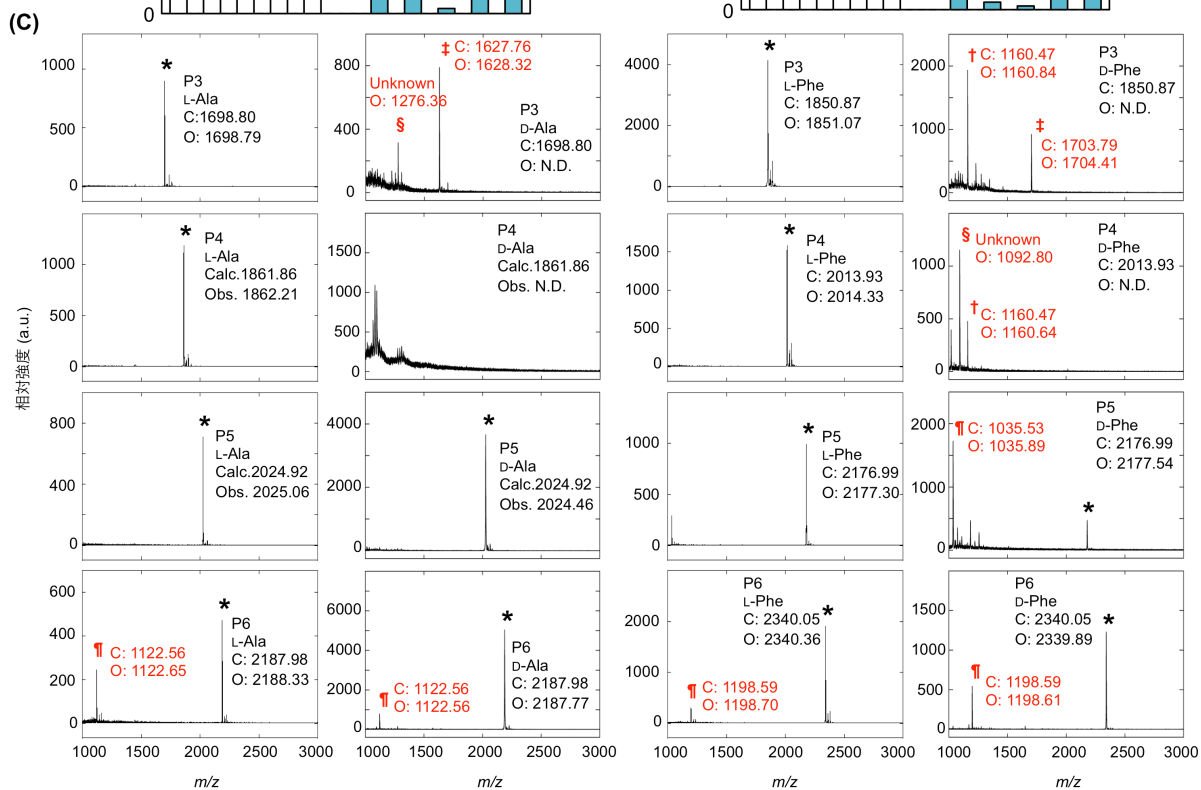 0
0
(C)
相対強度 (a.u.)
1000
500
0
*
P3
L-Ala
C:1698.80
O: 1698.79
800
400
0
‡ C: 1627.76
O: 1628.32
Unknown
O: 1276.36
§
P3
D-Ala
C:1698.80
O: N.D.
4000
2000
0
*
P3
L-Phe
C: 1850.87
O: 1851.07
2000
1000
0
† C: 1160.47
O: 1160.84
P3
D-Phe
C: 1850.87
O: N.D.
‡
C: 1703.79
O: 1704.41
1000
0
*
P4
L-Ala
Calc.1861.86
Obs. 1862.21
1500
1000
500
0
P4
D-Ala
Calc.1861.86
Obs. N.D.
1500
1000
500
0
*
P4
L-Phe
C: 2013.93
O: 2014.33
1000
500
0
§ Unknown
O: 1092.80
P4
D-Phe
C: 2013.93
O: N.D.
† C: 1160.47
O: 1160.64
800
400
0
*
P5
L-Ala
Calc.2024.92
Obs. 2025.06
4000
2000
0
*
P5
D-Ala
Calc.2024.92
Obs. 2024.46
1000
500
0
*
P5
L-Phe
C: 2176.99
O: 2177.30
2000
1000
0
¶ C: 1035.53
O: 1035.89
P5
D-Phe
C: 2176.99
O: 2177.54
*
600
400
200
0
¶ C: 1122.56
O: 1122.65
*
P6
L-Ala
C: 2187.98
O: 2188.33
1000 1500 2000 2500 3000
m/z
6000
4000
2000
0
¶ C: 1122.56
O: 1122.56
*
P6
D-Ala
C: 2187.98
O: 2187.77
1000 1500 2000 2500 3000
m/z
2000
1000
0
P6
L-Phe
C: 2340.05
O: 2340.36
*
¶ C: 1198.59
O: 1198.70
1000 1500 2000 2500 3000
m/z
1500
1000
500
0
P6
D-Phe
C: 2340.05
O: 2339.89
*
¶ C: 1198.59
O: 1198.61
1000 1500 2000 2500 3000
m/z